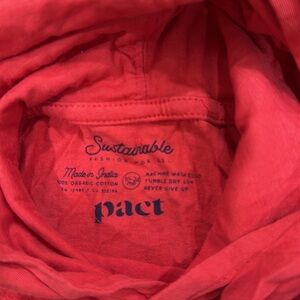 Sustainable
FASHION FOR ALL
Made in India
100% ORGANIC COTTON
MACHINE WASH COLD
TUMBLE DRY LOW
NEVER GIVE UP
pact